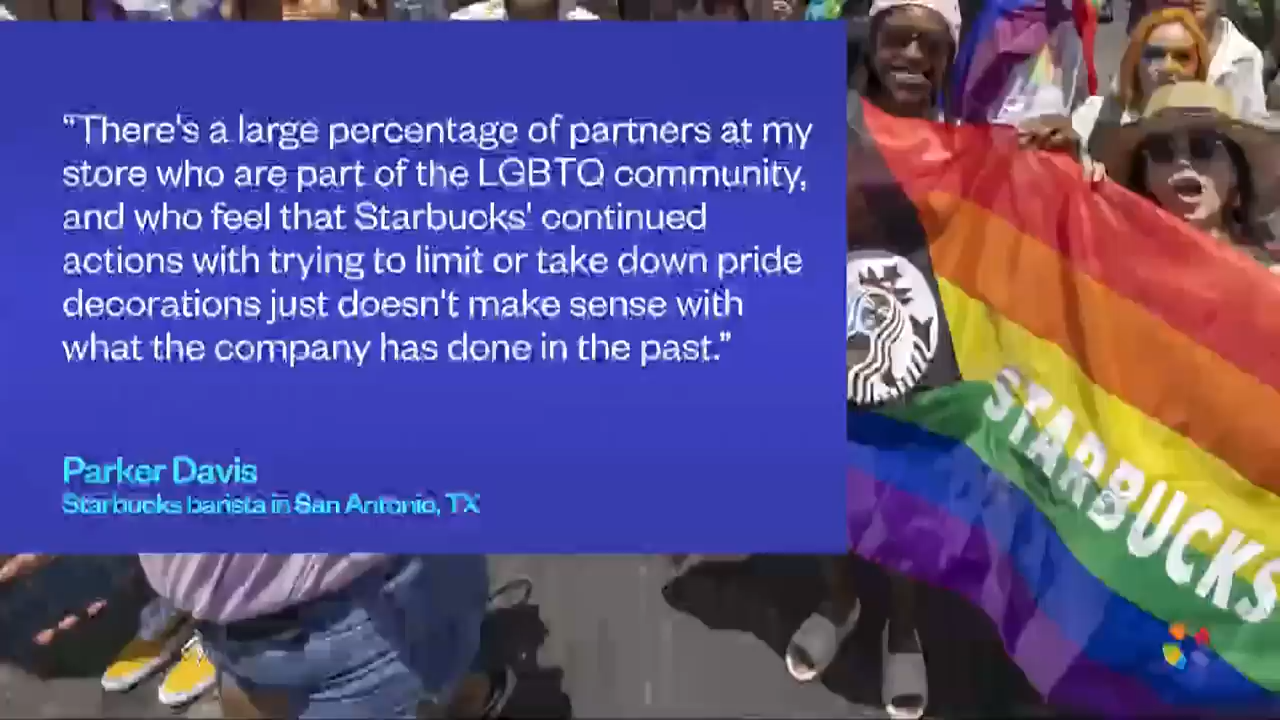 "There's a large percentage of partners at my
store who are part of the LGBTQ community,
and who feel that Starbucks' continued
actions with trying to limit or take down pride
decorations just doesn't make sense with
what the company has done in the past."
Parker Davis
Starbucks barista in San Antonio, TX
STARBUCKS